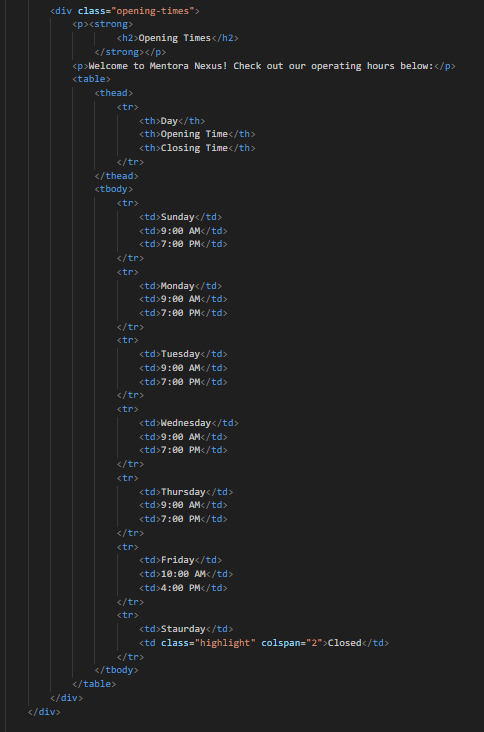 <div class="opening-times">
<p><strong>
<h2>Opening Times</h2>
</strong></p>
<p>Welcome to Mentora Nexus! Check out our operating hours below:</p>
<table>
<thead>
<tr>
<th>Day</th>
<th>Opening Time</th>
<th>Closing Time</th>
</tr>
</thead>
<tbody>
<tr>
<td>Sunday</td>
<td>9:00 AM</td>
<td>7:00 PM</td>
</tr>
<tr>
<td>Monday</td>
<td>9:00 AM</td>
<td>7:00 PM</td>
</tr>
<tr>
<td>Tuesday</td>
<td>9:00 AM</td>
<td>7:00 PM</td>
</tr>
<tr>
<td>Wednesday</td>
<td>9:00 AM</td>
<td>7:00 PM</td>
</tr>
<tr>
<td>Thursday</td>
<td>9:00 AM</td>
<td>7:00 PM</td>
</tr>
<tr>
<td>Friday</td>
<td>10:00 AM</td>
<td>4:00 PM</td>
</tr>
<tr>
<td>Staurday</td>
<td class="highlight" colspan="2">Closed</td>
</tr>
</tbody>
</table>
</div>
</div>